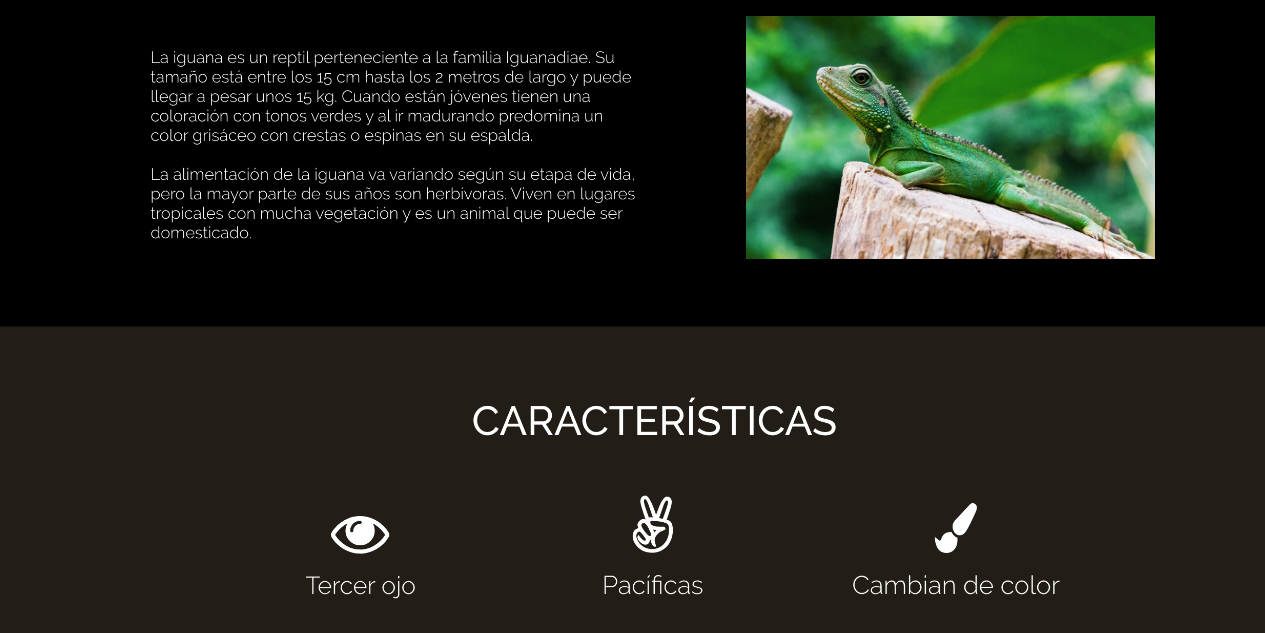 La iguana es un reptil perteneciente a la familia Iguanadiae. Su
tamaño está entre los 15 cm hasta los 2 metros de largo y puede
llegar a pesar unos 15 kg. Cuando están jóvenes tienen una
coloración con tonos verdes y al ir madurando predomina un
color grisáceo con crestas o espinas en su espalda.
La alimentación de la iguana va variando según su etapa de vida,
pero la mayor parte de sus años son herbívoras. Viven en lugares
tropicales con mucha vegetación y es un animal que puede ser
domesticado.
CARACTERÍSTICAS
Tercer ojo
Pacíficas
Cambian de color